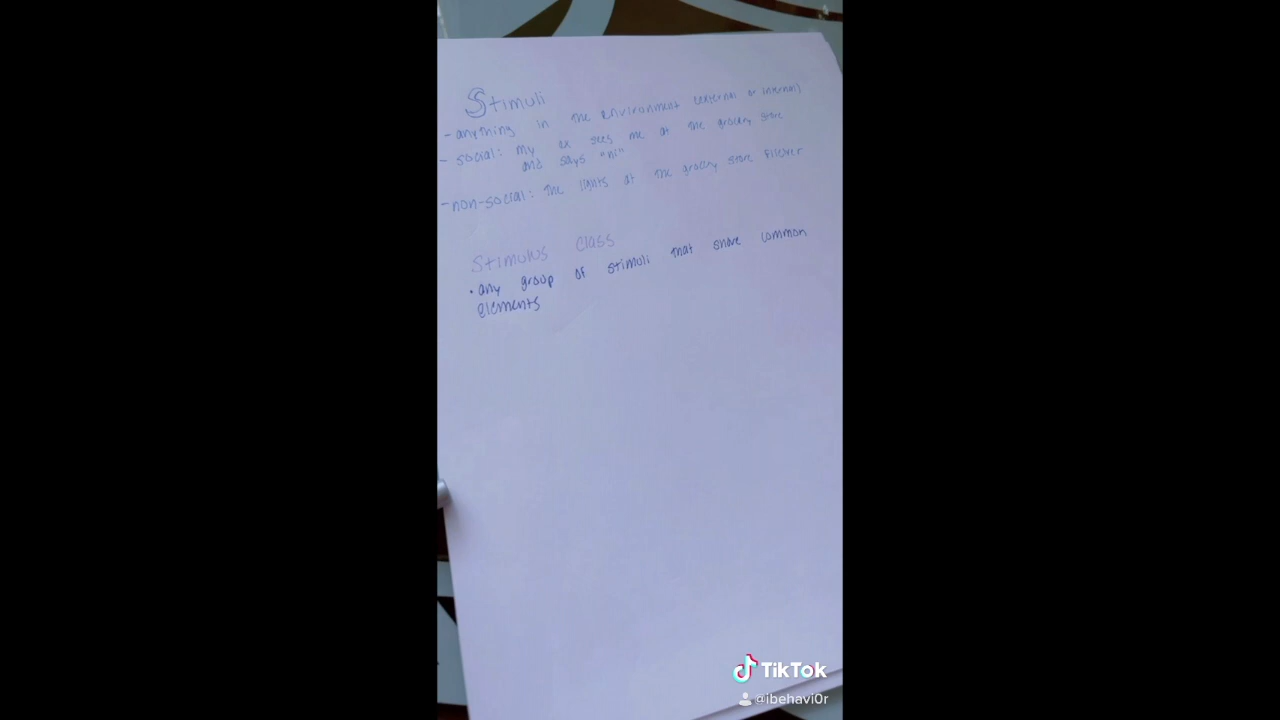 Stimuli
- anything in the environment (external or internal)
- social: my ex sees me at the grocery store
and says "hi"
- non-social: the lights at the grocery store flicker
Stimulus class
• any group of stimuli that share common
elements
TikTok
@ibehavi0r